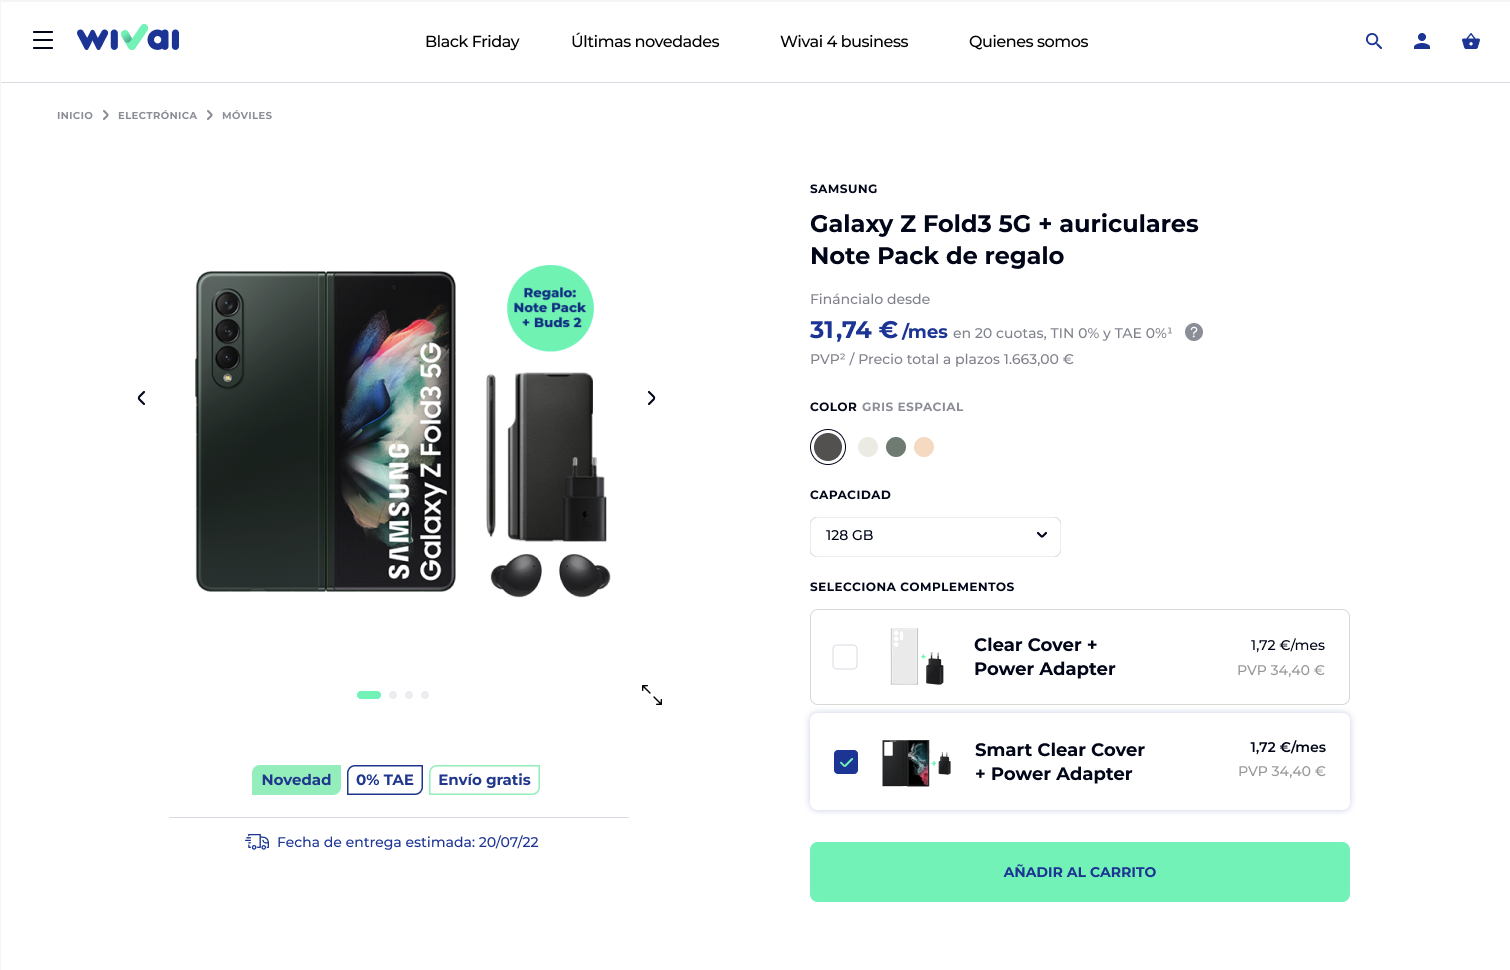 wivai
Black Friday
Últimas novedades
Wivai 4 business
Quienes somos
INICIO
ELECTRÓNICA
MÓVILES
Regalo:
Note Pack
+ Buds 2
SAMSUNG
Galaxy Z Fold3 5G
Novedad
0% TAE
Envío gratis
Fecha de entrega estimada: 20/07/22
SAMSUNG
Galaxy Z Fold3 5G + auriculares
Note Pack de regalo
Fináncialo desde
31,74 €/mes en 20 cuotas, TIN 0% y TAE 0%¹ ?
PVP² / Precio total a plazos 1.663,00 €
COLOR GRIS ESPACIAL
CAPACIDAD
128 GB
SELECCIONA COMPLEMENTOS
Clear Cover +
Power Adapter
1,72 €/mes
PVP 34,40 €
Smart Clear Cover
+ Power Adapter
1,72 €/mes
PVP 34,40 €
AÑADIR AL CARRITO